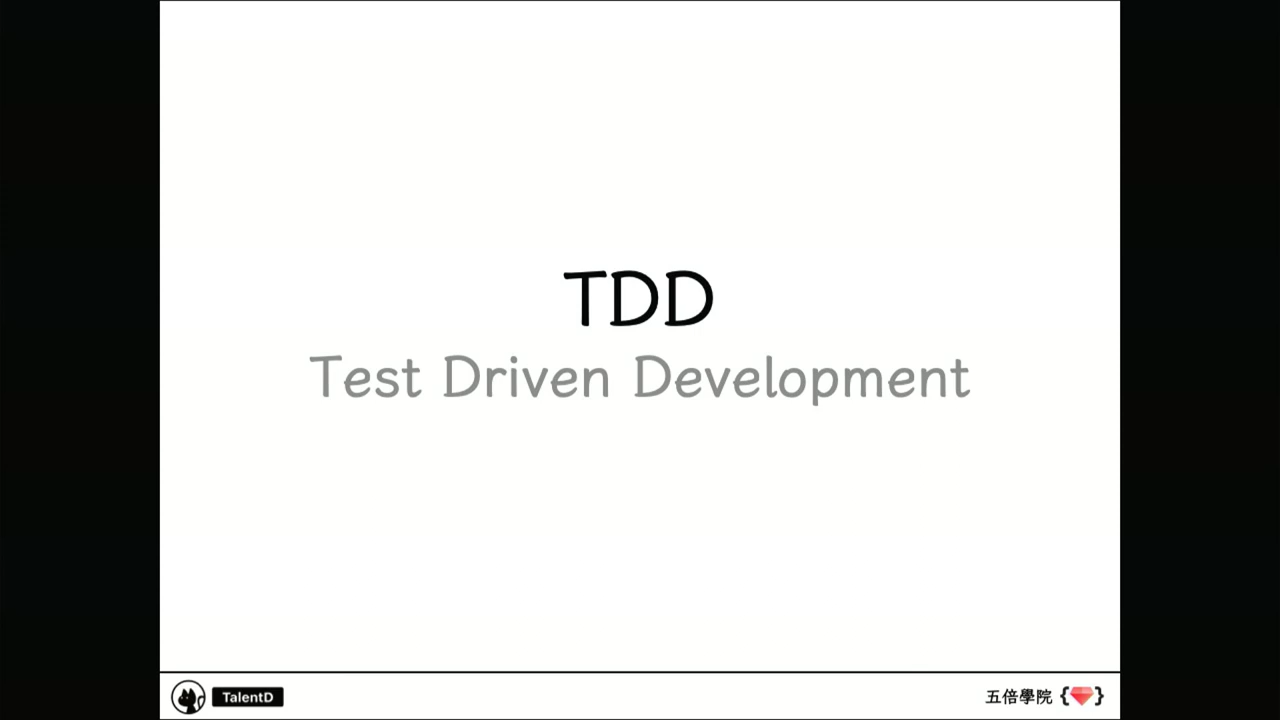 TDD
Test Driven Development
TalentD
五倍學院